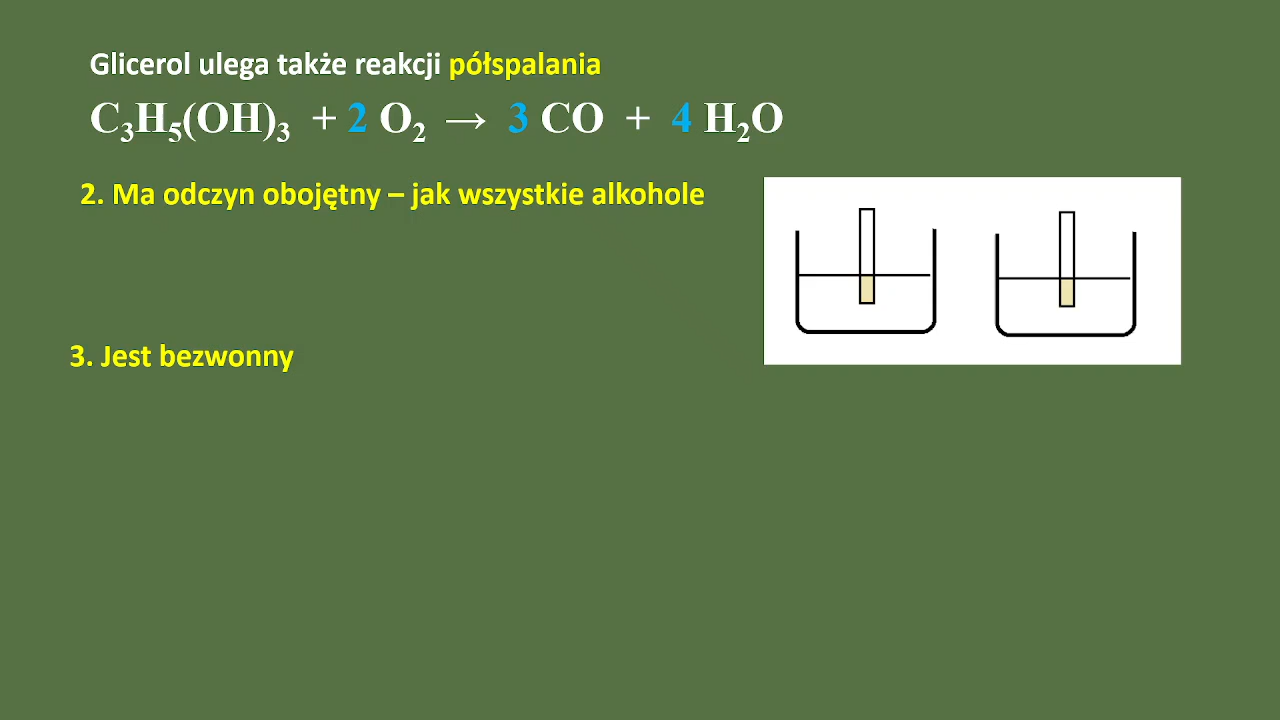 Glicerol ulega także reakcji półspalania
C₃H₅(OH)₃ + 2 O₂ → 3 CO + 4 H₂O
2. Ma odczyn obojętny – jak wszystkie alkohole
3. Jest bezwonny